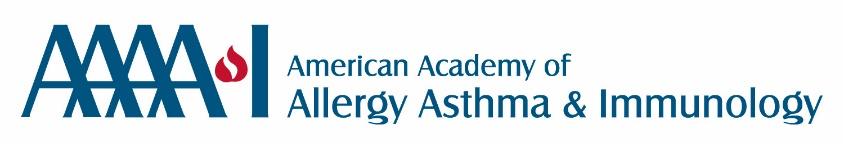 AAAAI
American Academy of
Allergy Asthma & Immunology